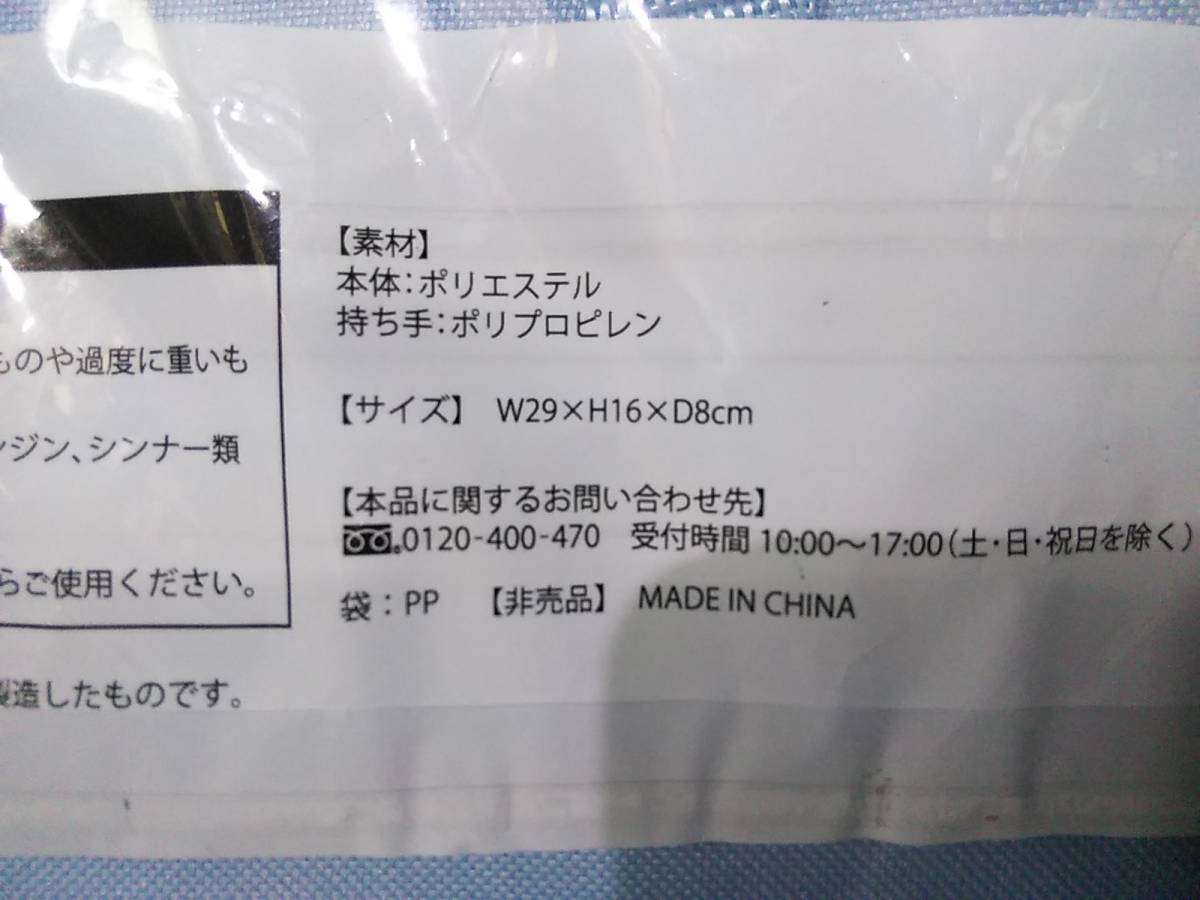 ものや過度に重いも
ンジン、シンナー類
らご使用ください。
製造したものです。
【素材】
本体:ポリエステル
持ち手:ポリプロピレン
【サイズ】 W29×H16×D8cm
【本品に関するお問い合わせ先】
0120-400-470 受付時間 10:00〜17:00(土・日・祝日を除く)
袋:PP 【非売品】 MADE IN CHINA